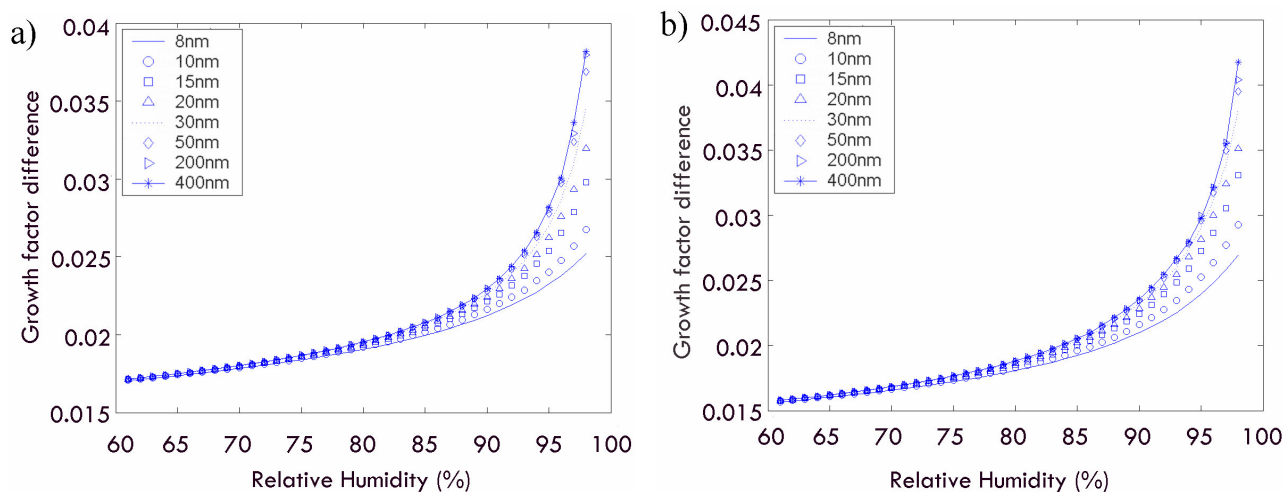 a)
0.04
0.035
0.03
0.025
0.02
0.015
Growth factor difference
8nm
10nm
15nm
20nm
30nm
50nm
200nm
400nm
60 65 70 75 80 85 90 95 100
Relative Humidity (%)
b)
0.045
0.04
0.035
0.03
0.025
0.02
0.015
Growth factor difference
8nm
10nm
15nm
20nm
30nm
50nm
200nm
400nm
60 65 70 75 80 85 90 95 100
Relative Humidity (%)